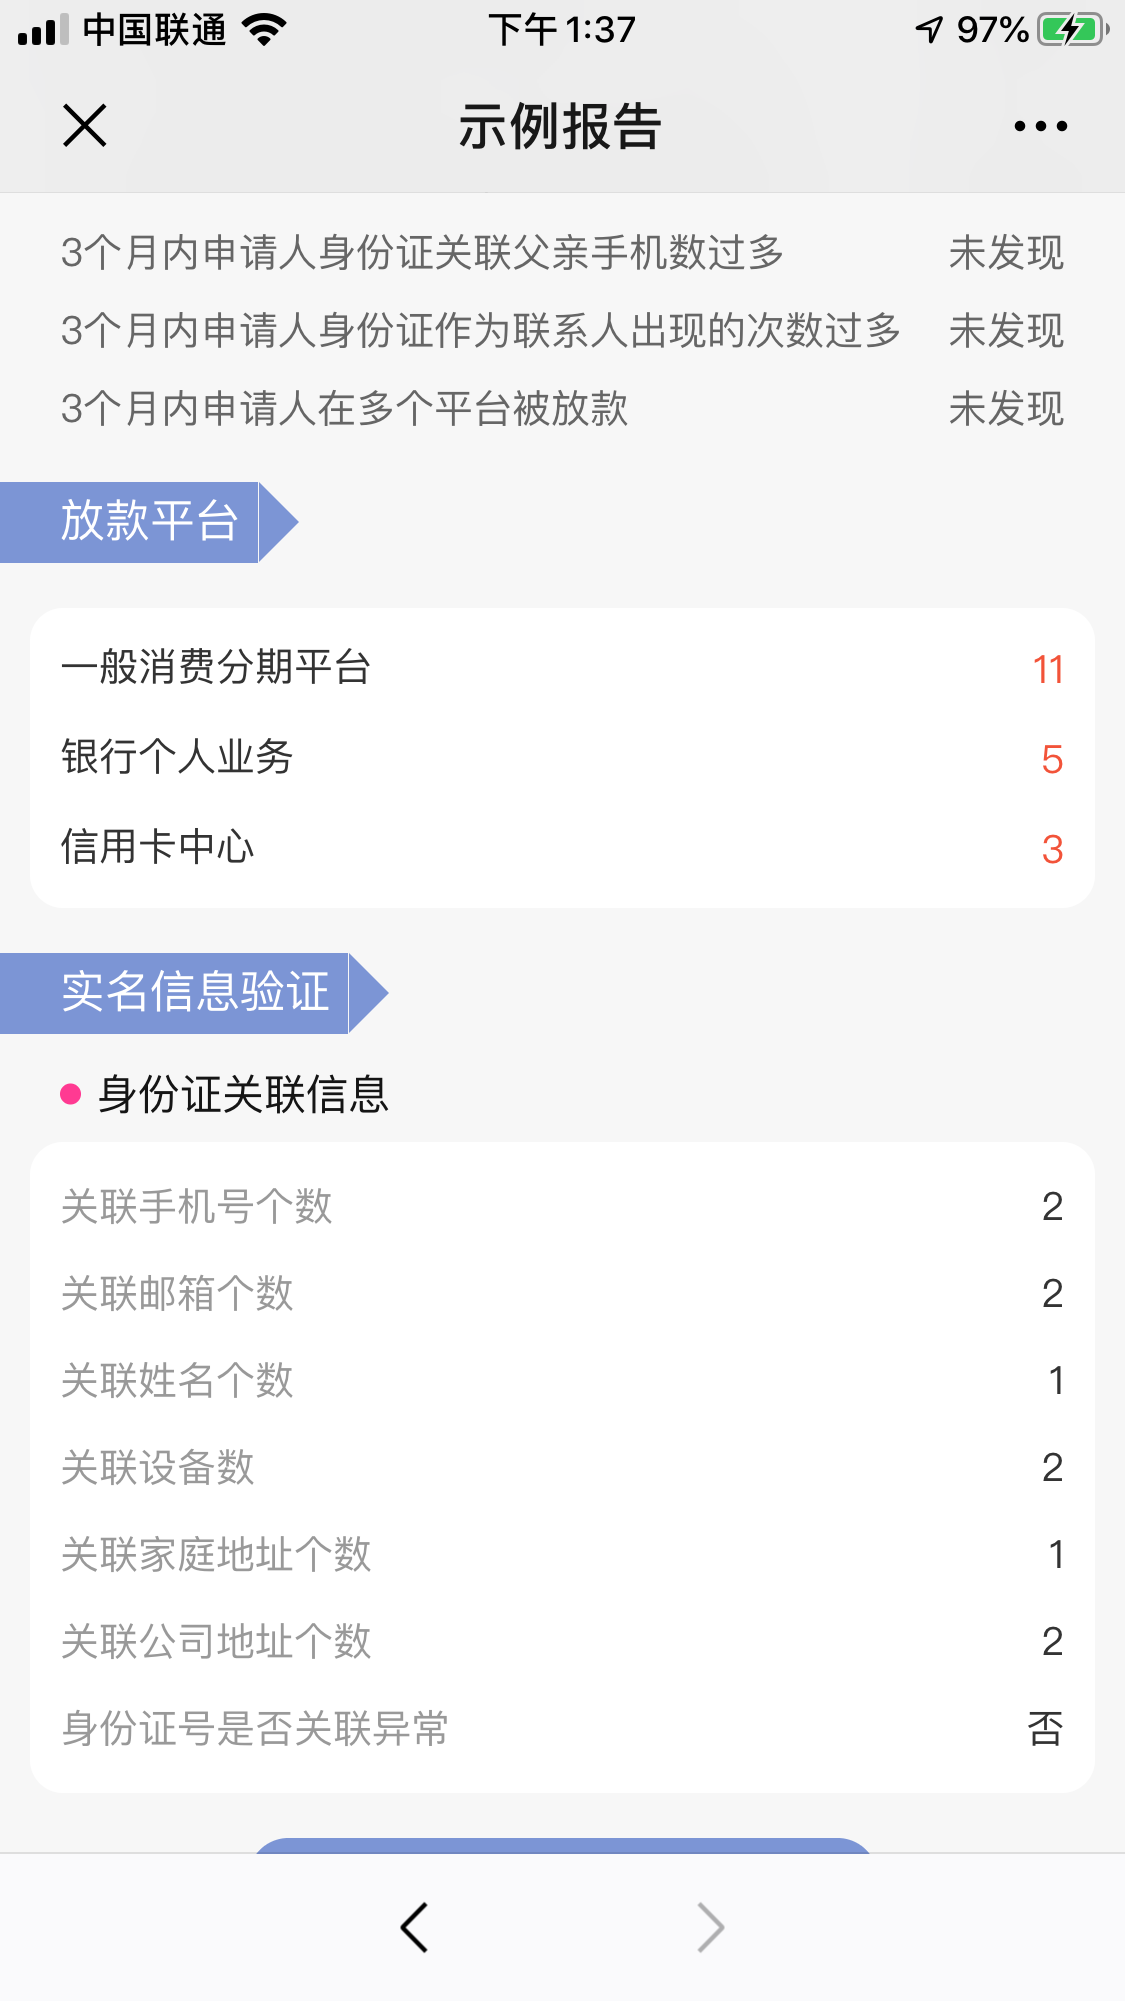 中国联通 下午1:37 97%
示例报告
3个月内申请人身份证关联父亲手机数过多 未发现
3个月内申请人身份证作为联系人出现的次数过多 未发现
3个月内申请人在多个平台被放款 未发现
放款平台
一般消费分期平台 11
银行个人业务 5
信用卡中心 3
实名信息验证
身份证关联信息
关联手机号个数 2
关联邮箱个数 2
关联姓名个数 1
关联设备数 2
关联家庭地址个数 1
关联公司地址个数 2
身份证号是否关联异常 否